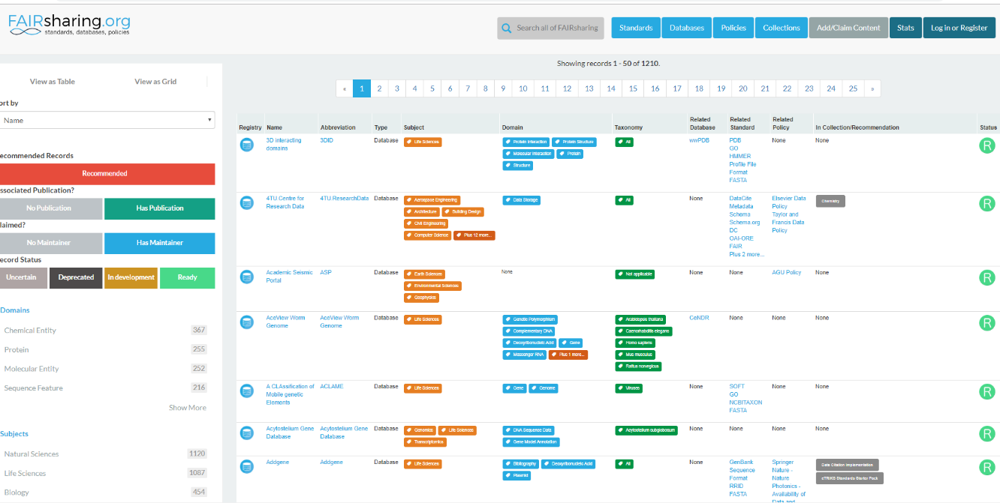 FAIRsharing.org
standards, databases, policies
Search all of FAIRsharing
Standards
Databases
Policies
Collections
Add/Claim Content
Stats
Log in or Register
Showing records 1 - 50 of 1210.
« 1 2 3 4 5 6 7 8 9 10 11 12 13 14 15 16 17 18 19 20 21 22 23 24 25 »
View as Table
View as Grid
ort by
Name
ecommended Records
Recommended
ssociated Publication?
No Publication
Has Publication
laimed?
No Maintainer
Has Maintainer
ecord Status
Uncertain
Deprecated
In development
Ready
Domains
Chemical Entity 367
Protein 255
Molecular Entity 252
Sequence Feature 216
Show More
Subjects
Natural Sciences 1120
Life Sciences 1087
Biology 454
Registry
Name
Abbreviation
Type
Subject
Domain
Taxonomy
Related
Database
Related
Standard
Related
Policy
In Collection/Recommendation
Status
3D interacting
domains
3DID
Database
Life Sciences
Protein Interaction
Protein Structure
Molecular Interaction
Protein
Structure
All
wwPDB
PDB
GO
HMMER
Profile File
Format
FASTA
None
None
R
4TU Centre for
Research Data
4TU.ResearchData
Database
Aerospace Engineering
Architecture
Building Design
Civil Engineering
Computer Science
Plus 12 more...
Data Storage
All
None
DataCite
Metadata
Schema
Schema.org
DC
OAI-ORE
FAIR
Plus 2 more...
Elsevier Data
Policy
Taylor and
Francis Data
Policy
Chemistry
R
Academic Seismic
Portal
ASP
Database
Earth Sciences
Environmental Sciences
Geophysics
None
Not applicable
None
None
AGU Policy
None
R
AceView Worm
Genome
AceView Worm
Genome
Database
Life Sciences
Genetic Polymorphism
Complementary DNA
Deoxyribonucleic Acid
Gene
Messenger RNA
Plus 1 more...
Arabidopsis thaliana
Caenorhabditis elegans
Homo sapiens
Mus musculus
Rattus norvegicus
CeNDR
None
None
None
R
A CLAssification of
Mobile genetic
Elements
ACLAME
Database
Life Sciences
Gene
Genome
Viruses
None
SOFT
GO
NCBITAXON
FASTA
None
None
R
Acytostelium Gene
Database
Acytostelium Gene
Database
Database
Genomics
Life Sciences
Transcriptomics
DNA Sequence Data
Gene Model Annotation
Acytostelium subglobosum
None
None
None
None
R
Addgene
Addgene
Database
Life Sciences
Bibliography
Deoxyribonucleic Acid
Plasmid
All
None
GenBank
Sequence
Format
RRID
FASTA
Springer
Nature -
Nature
Photonics -
Availability of
Data and
Data Citation Implementation
eTRIKS Standards Starter Pack
R